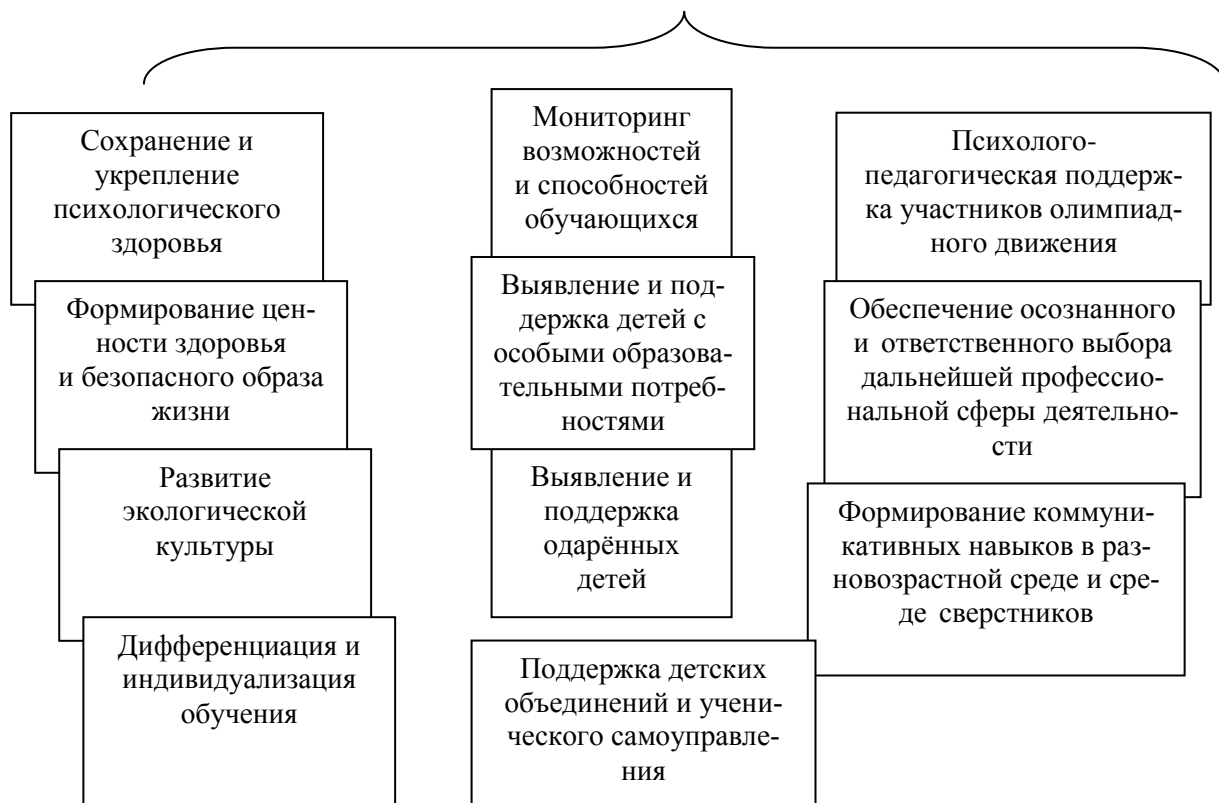 Сохранение и
укрепление
психологического
здоровья
Формирование цен-
ности здоровья
и безопасного образа
жизни
Развитие
экологической
культуры
Дифференциация и
индивидуализация
обучения
Мониторинг
возможностей
и способностей
обучающихся
Выявление и под-
держка детей с
особыми образова-
тельными потреб-
ностями
Выявление и
поддержка
одарённых
детей
Поддержка детских
объединений и учени-
ческого самоуправле-
ния
Психолого-
педагогическая поддерж-
ка участников олимпиад-
ного движения
Обеспечение осознанного
и ответственного выбора
дальнейшей профессио-
нальной сферы деятельно-
сти
Формирование коммуни-
кативных навыков в раз-
новозрастной среде и сре-
де сверстников